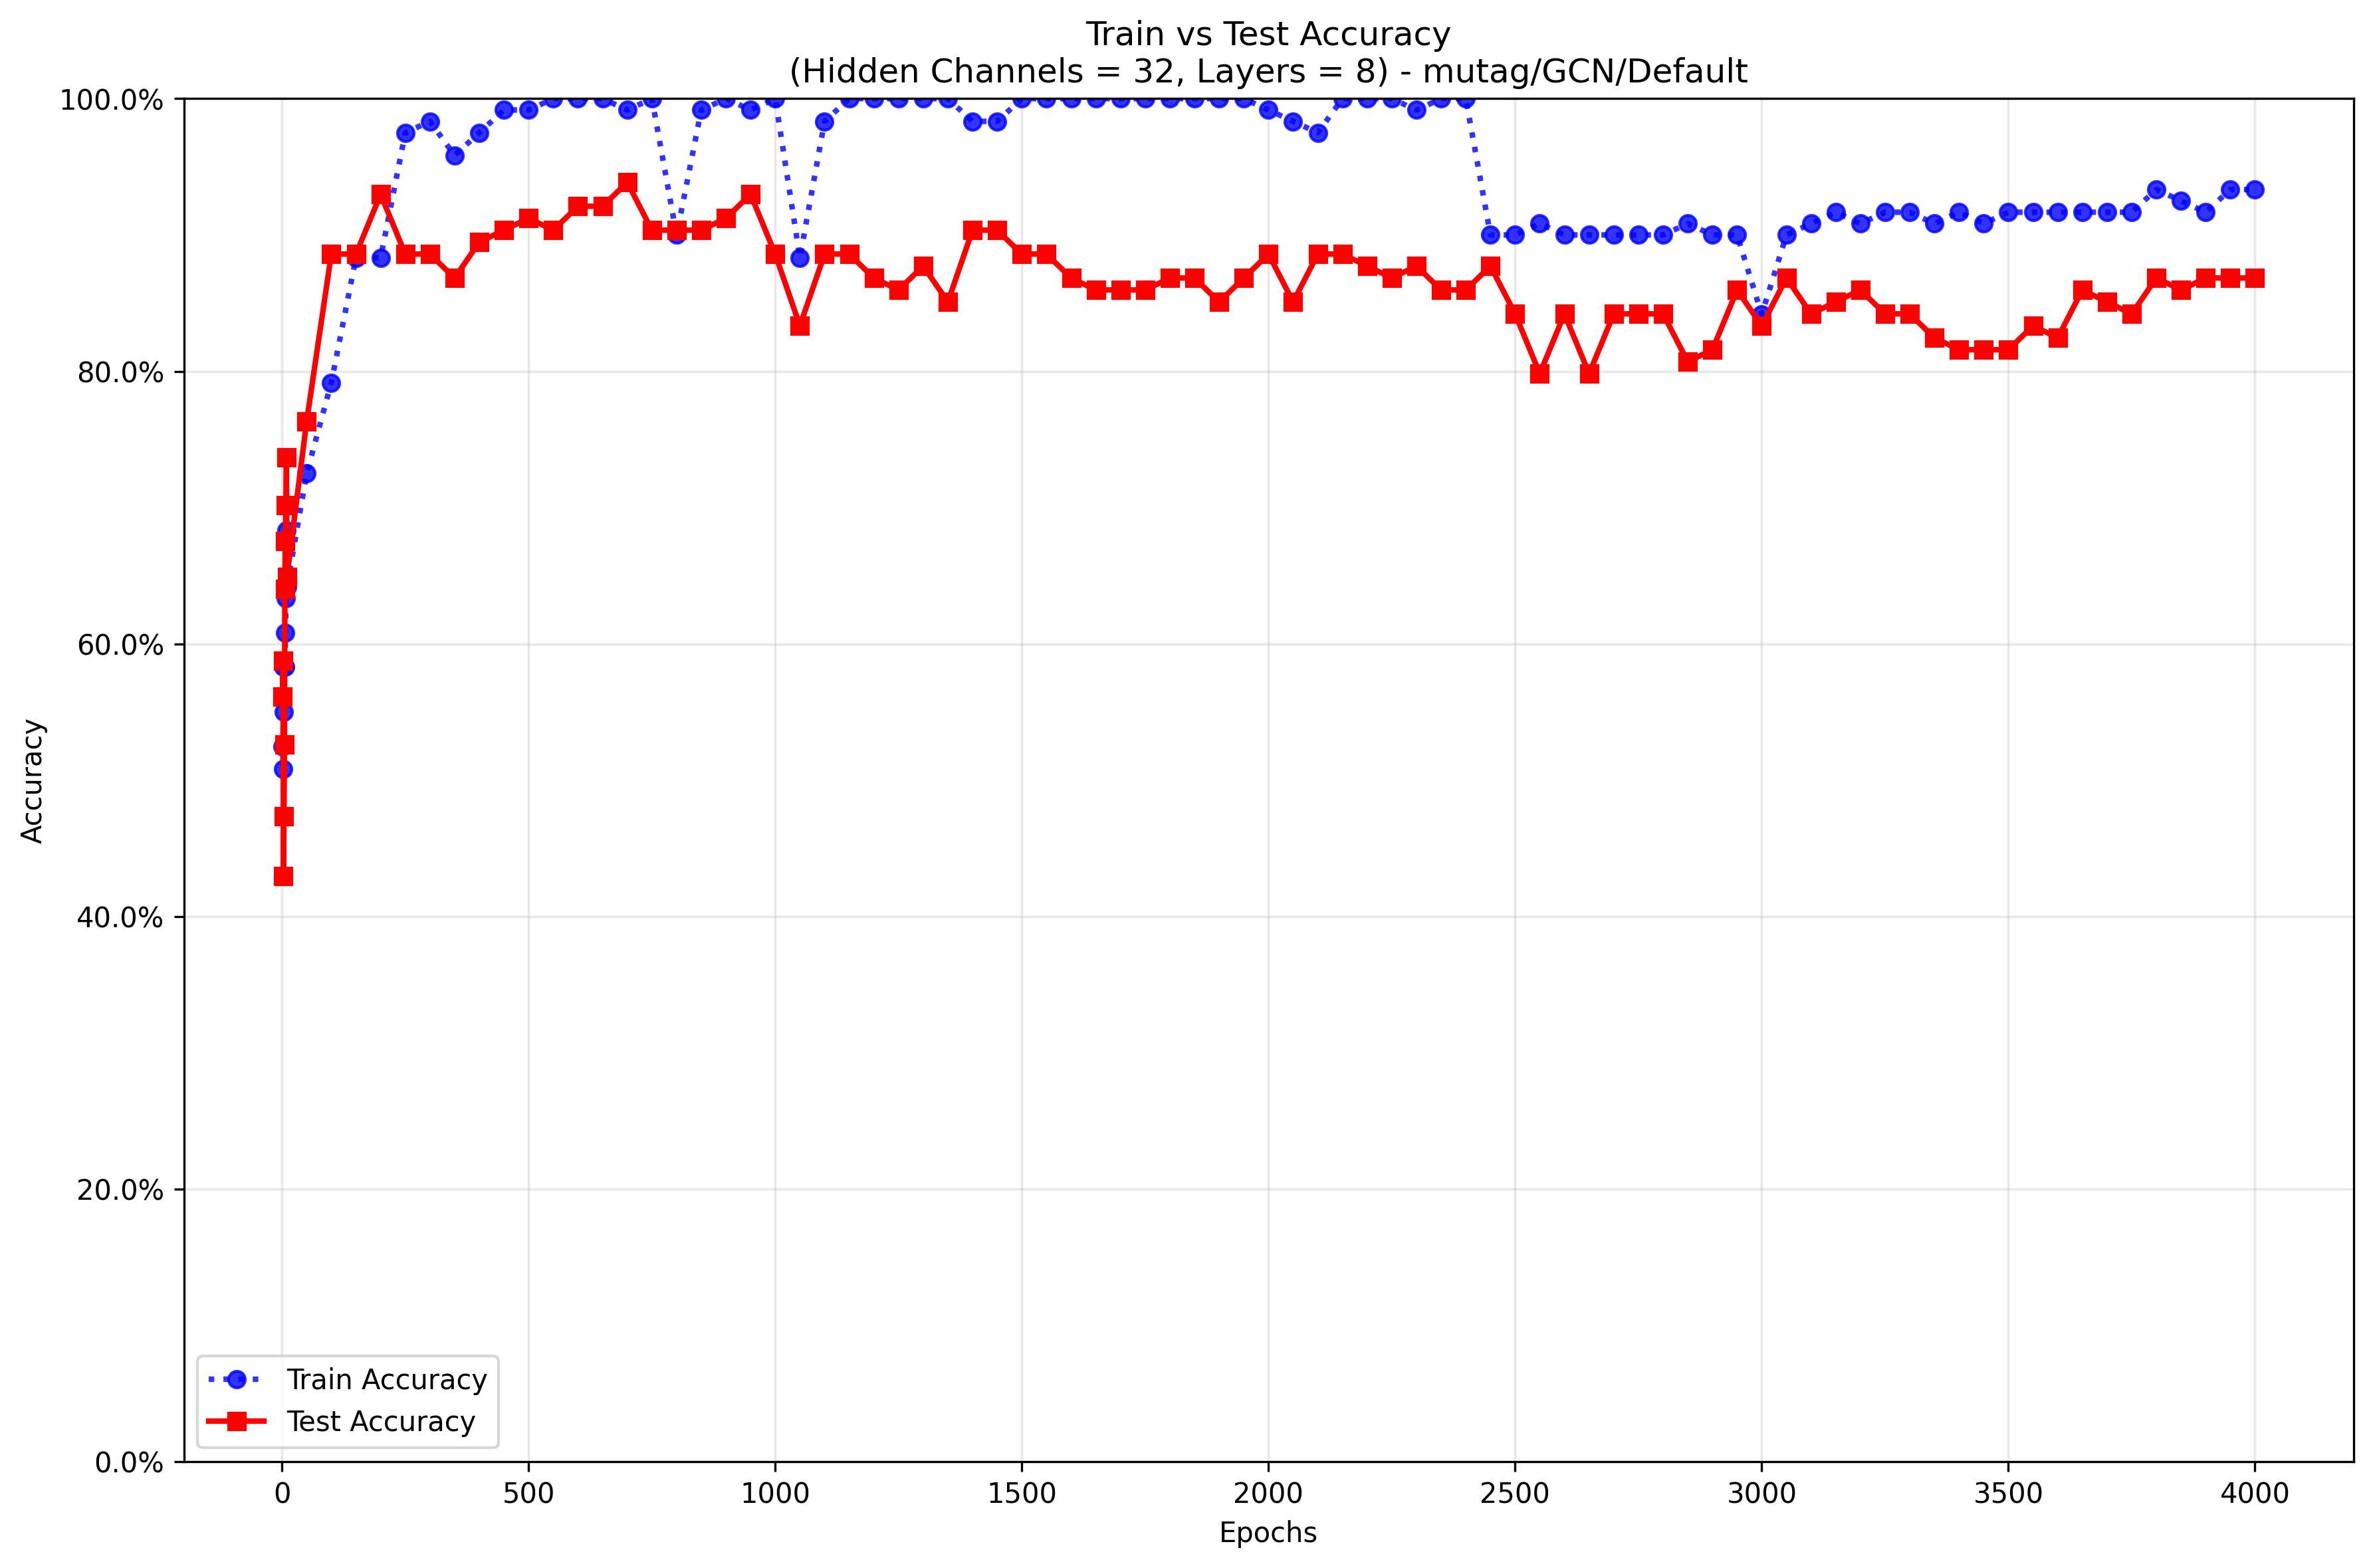 Train vs Test Accuracy
(Hidden Channels = 32, Layers = 8) - mutag/GCN/Default
100.0%
80.0%
60.0%
40.0%
20.0%
0.0%
Accuracy
Train Accuracy
Test Accuracy
0 500 1000 1500 2000 2500 3000 3500 4000
Epochs